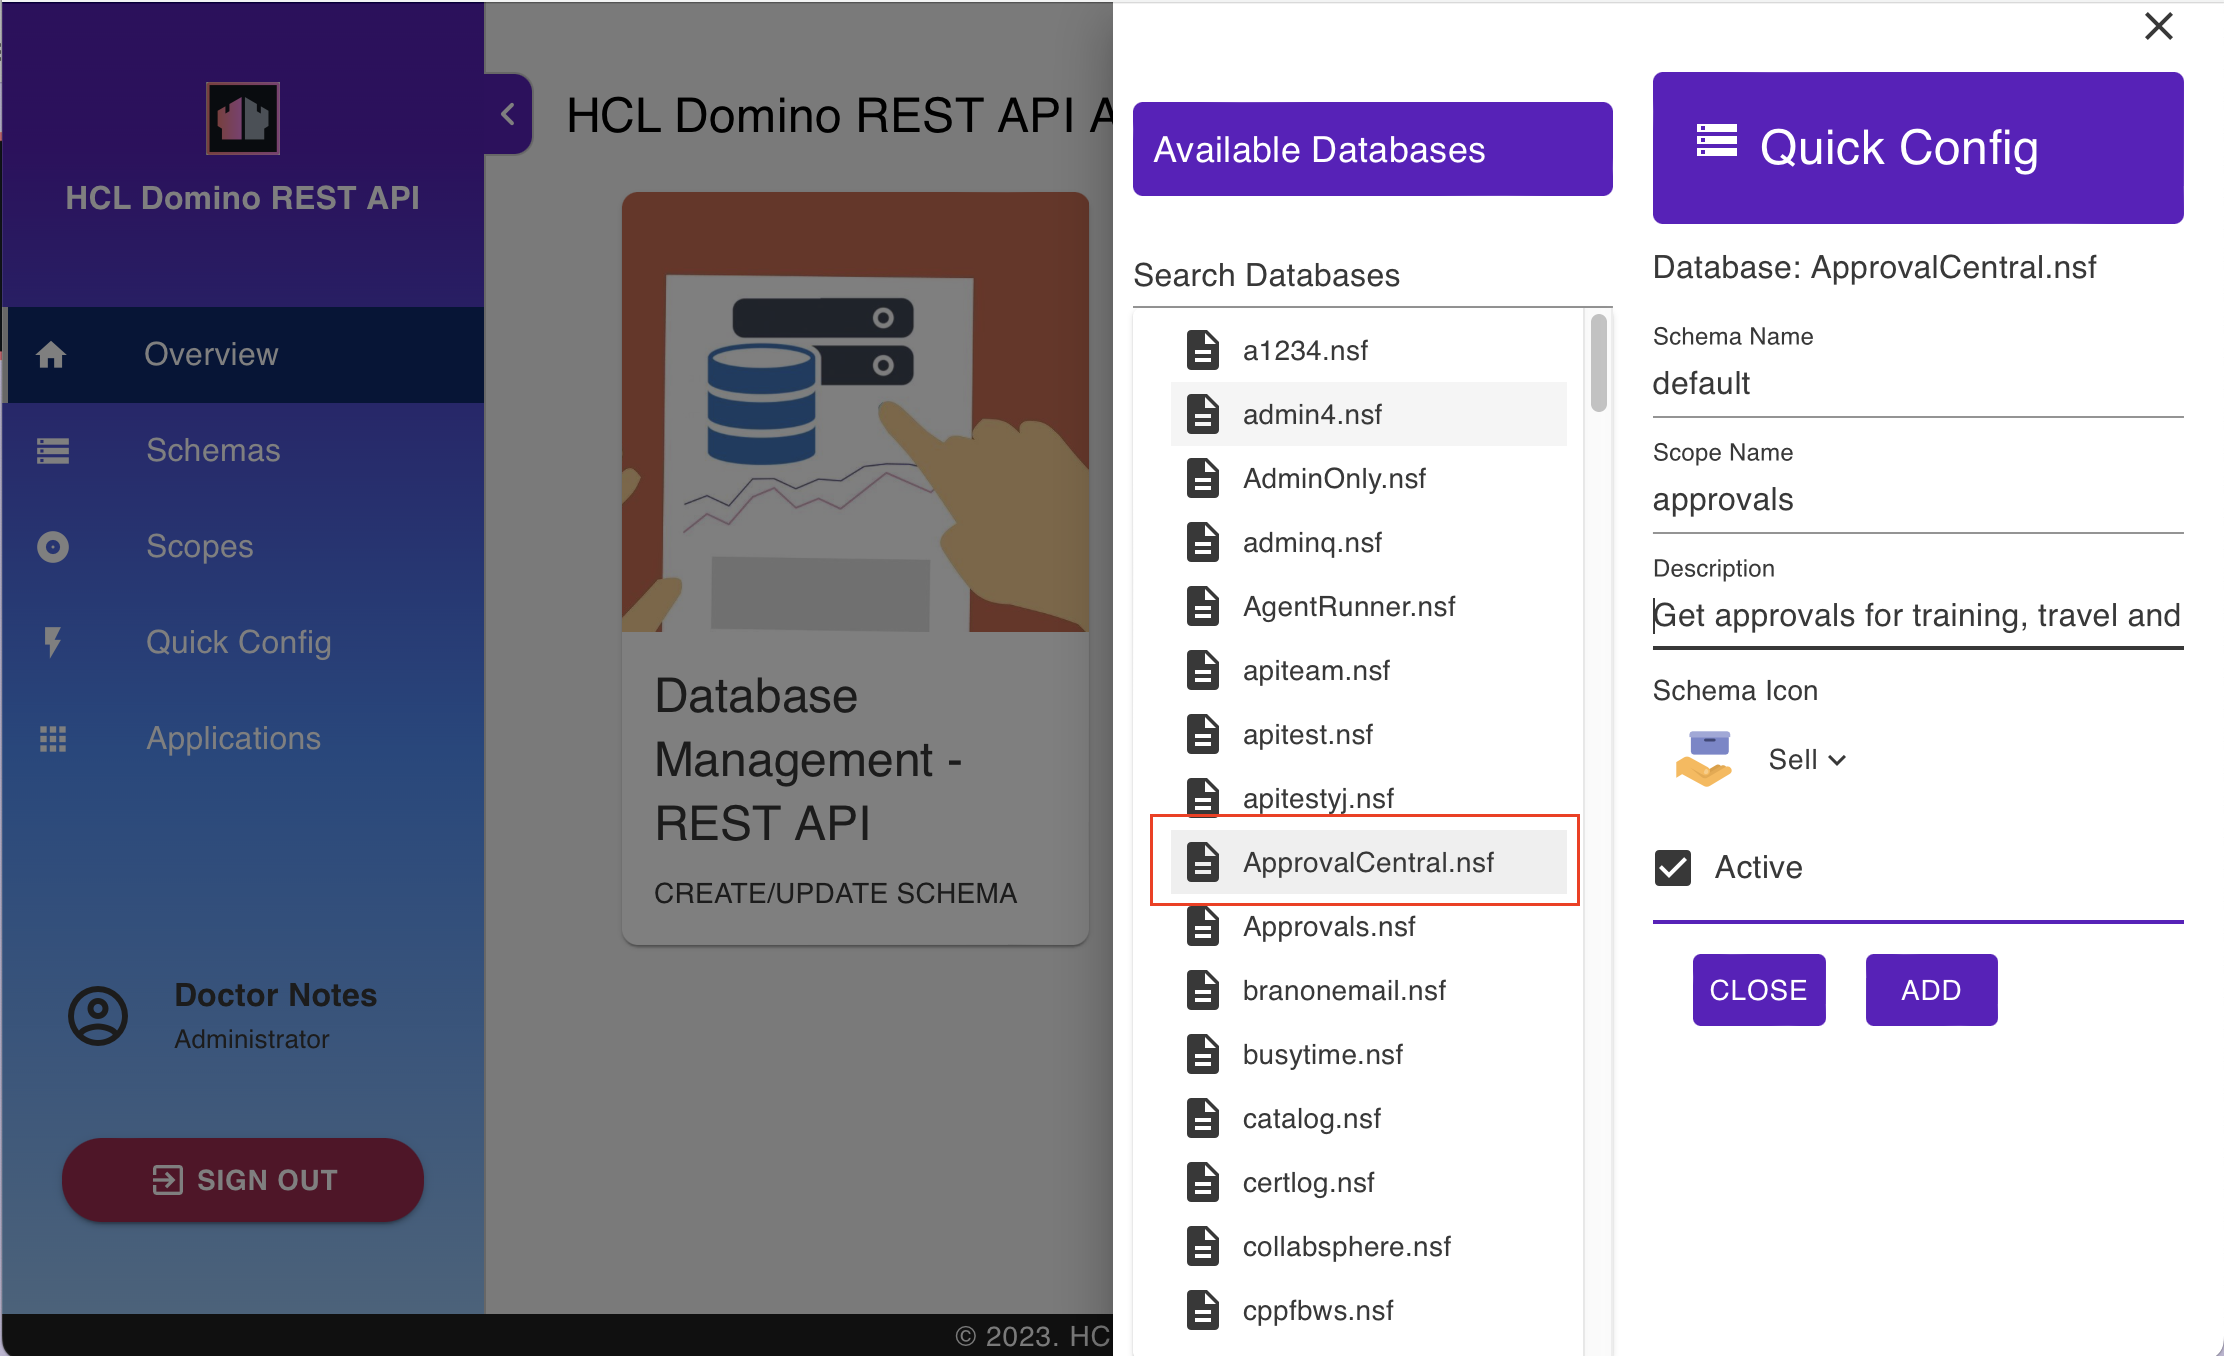 HCL Domino REST API
Overview
Schemas
Scopes
Quick Config
Applications
Doctor Notes
Administrator
SIGN OUT
HCL Domino REST API A
Database
Management -
REST API
CREATE/UPDATE SCHEMA
© 2023. HC
Available Databases
Search Databases
a1234.nsf
admin4.nsf
AdminOnly.nsf
adminq.nsf
AgentRunner.nsf
apiteam.nsf
apitest.nsf
apitestyj.nsf
ApprovalCentral.nsf
Approvals.nsf
branonemail.nsf
busytime.nsf
catalog.nsf
certlog.nsf
collabsphere.nsf
cppfbws.nsf
Quick Config
Database: ApprovalCentral.nsf
Schema Name
default
Scope Name
approvals
Description
Get approvals for training, travel and
Schema Icon
Sell
Active
CLOSE
ADD